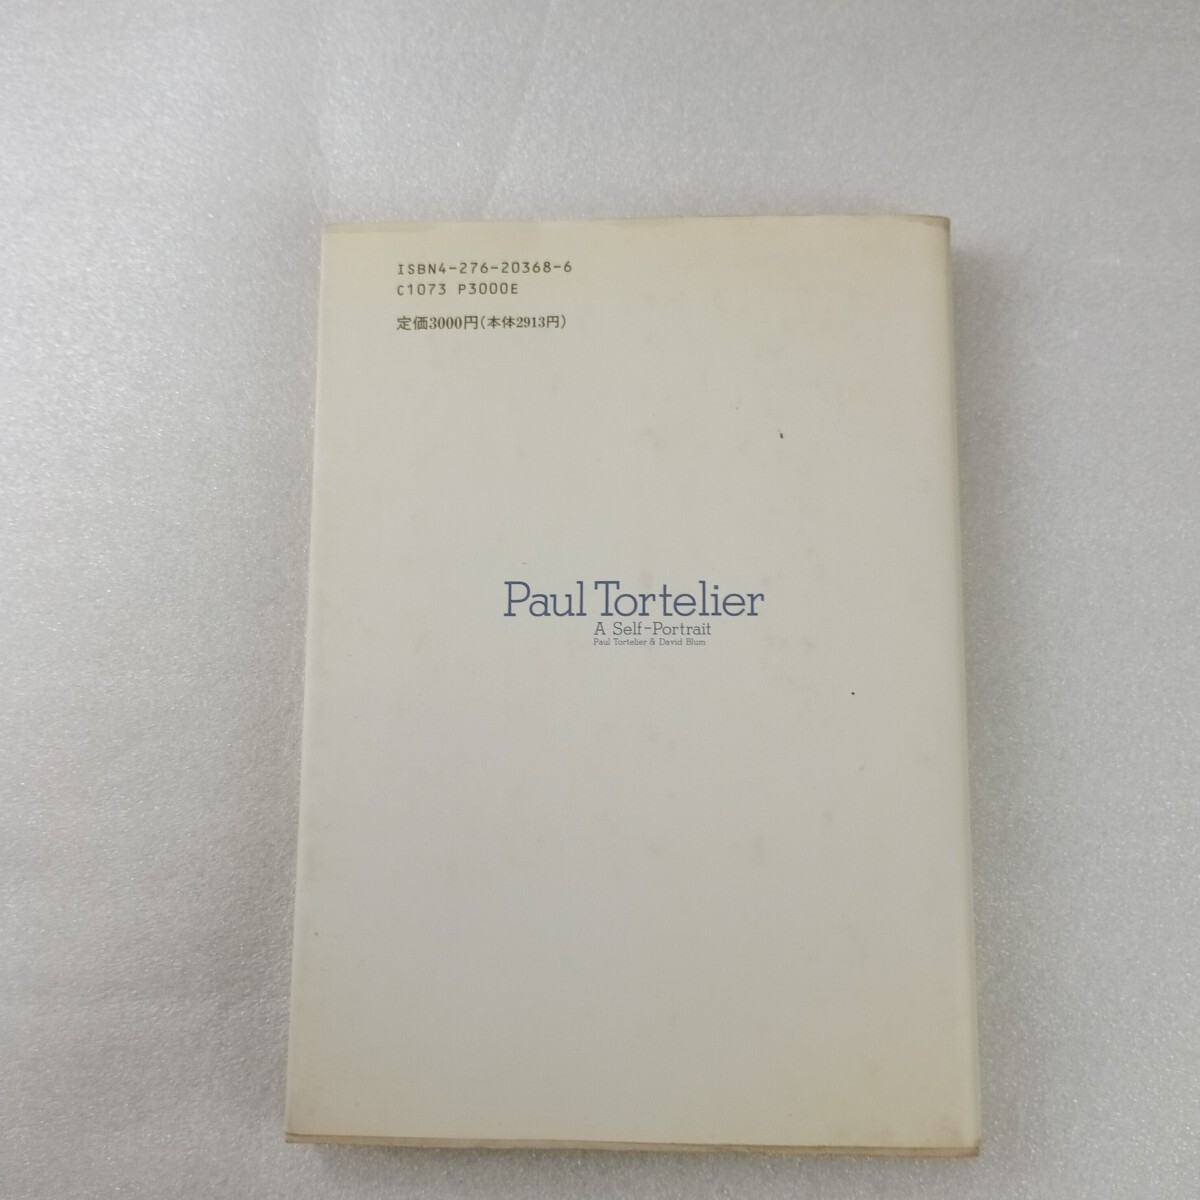 ISBN4-276-20368-6
C1073 P3000E
定価3000円(本体2913円)
Paul Tortelier
A Self-Portrait
Paul Tortelier & David Blum